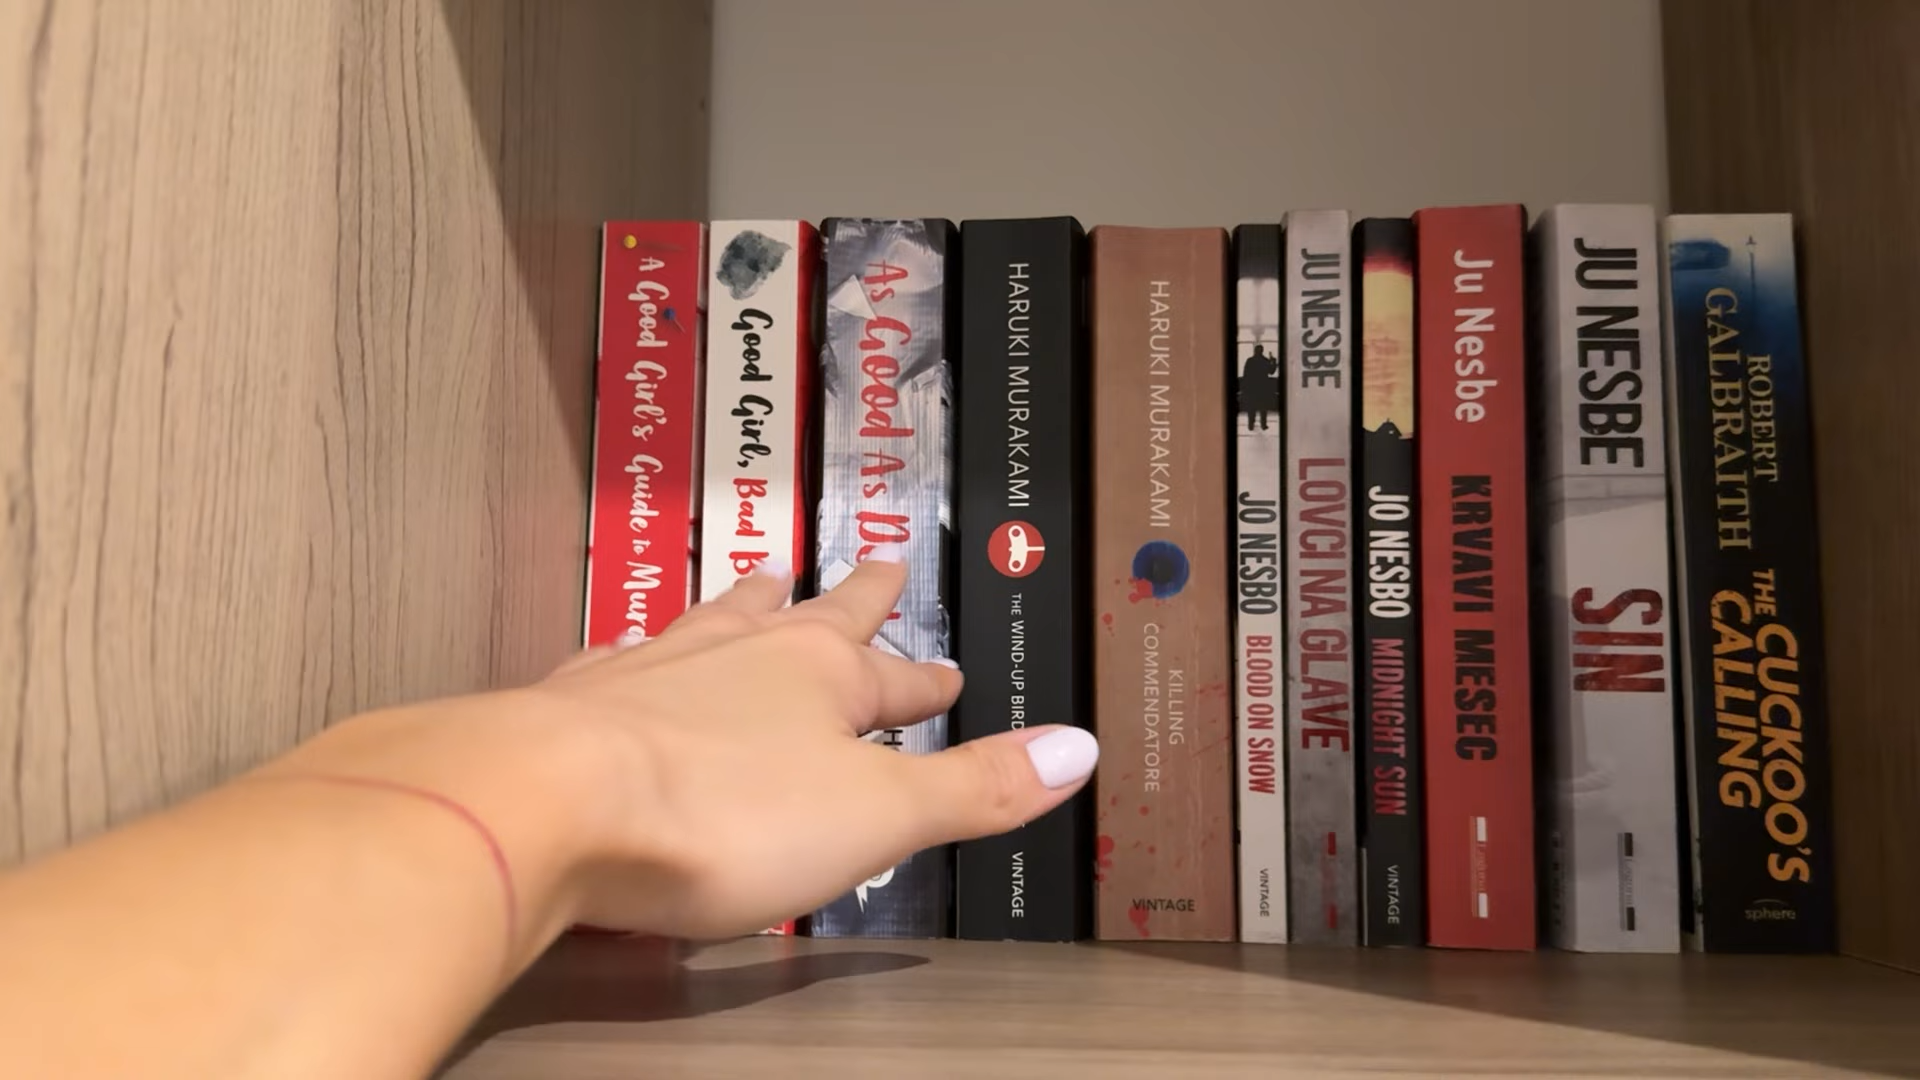 A Good Girl's Guide to Murd
Good Girl, Bad B
As Good As D
HARUKI MURAKAMI
THE WIND-UP BIRD
VINTAGE
HARUKI MURAKAMI
KILLING
COMMENDATORE
VINTAGE
JO NESBO BLOOD ON SNOW
VINTAGE
JU NESBE LOVCI NA GLAVE
JO NESBO MIDNIGHT SUN
VINTAGE
Ju Nesbe KRVAVI MESEC
JU NESBE SIN
ROBERT
GALBRAITH
THE CUCKOO'S
CALLING
sphere